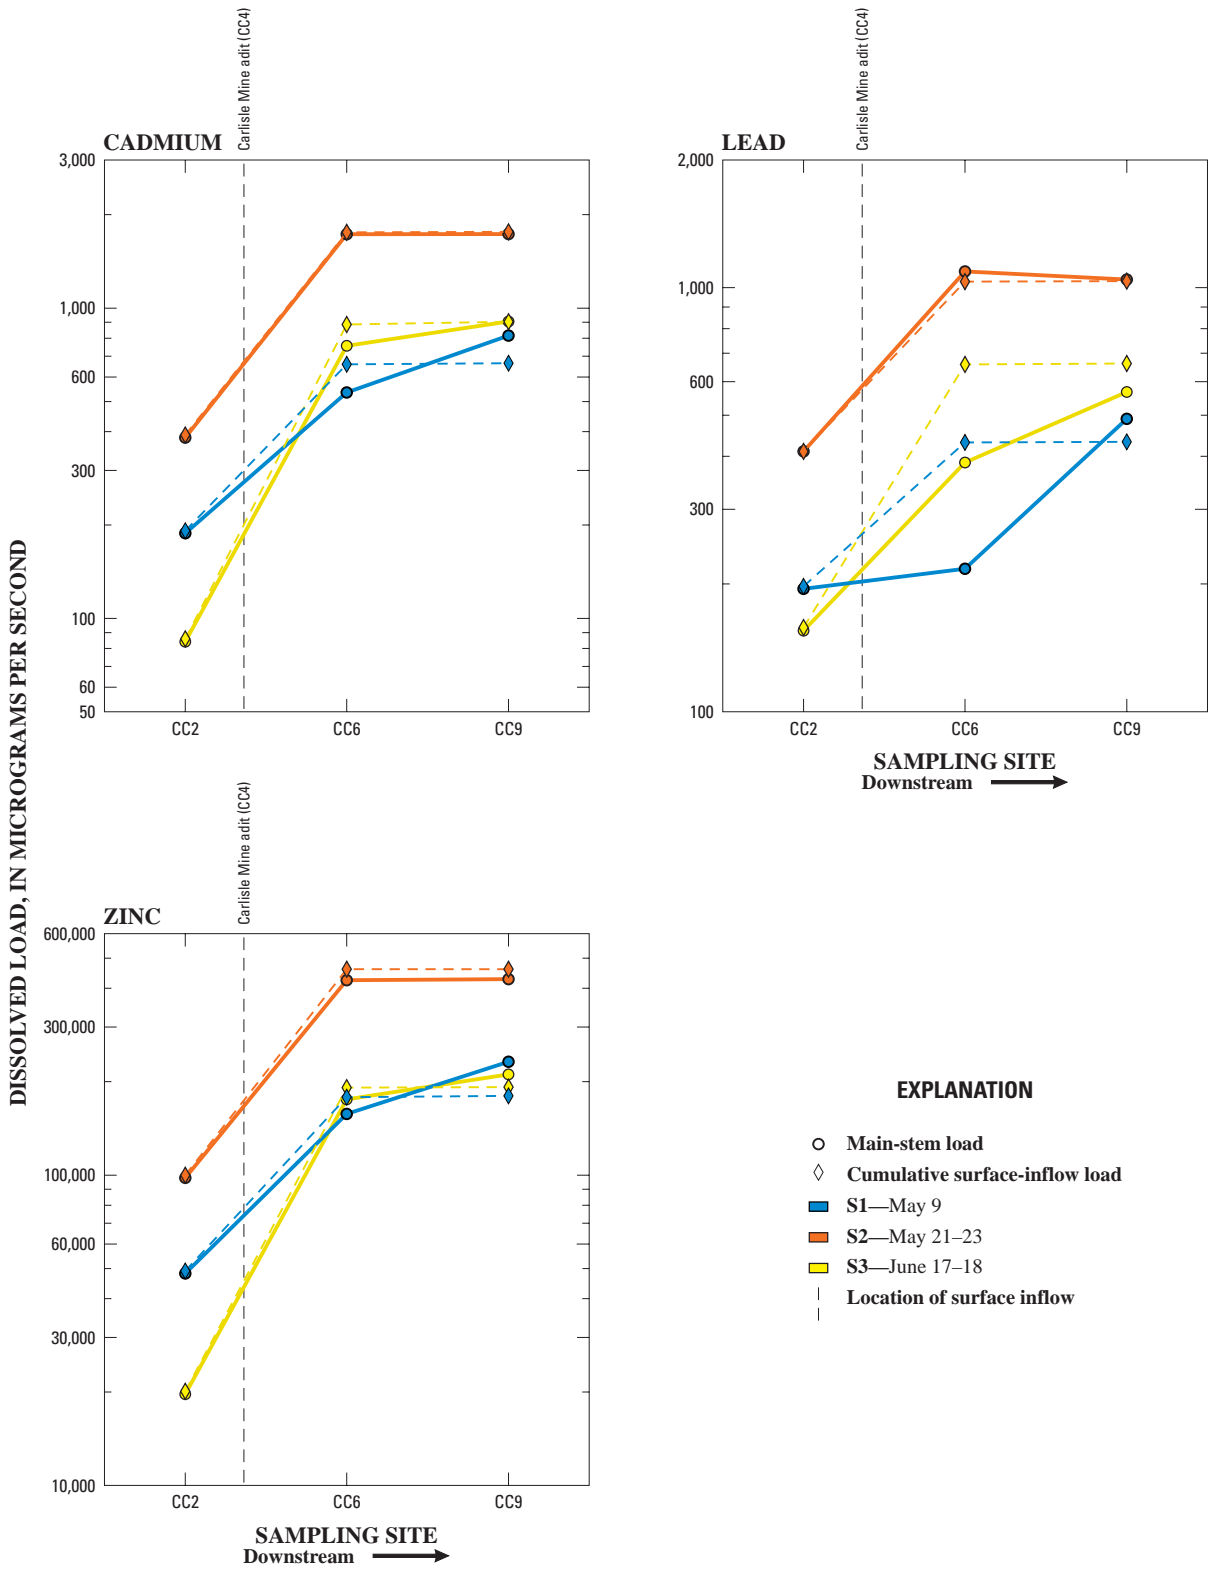 DISSOLVED LOAD, IN MICROGRAMS PER SECOND
Carlisle Mine adit (CC4)
CADMIUM
3,000
1,000
600
300
100
60
50
CC2
CC6
CC9
Carlisle Mine adit (CC4)
LEAD
2,000
1,000
600
300
100
CC2
CC6
CC9
SAMPLING SITE
Downstream
Carlisle Mine adit (CC4)
ZINC
600,000
300,000
100,000
60,000
30,000
10,000
CC2
CC6
CC9
SAMPLING SITE
Downstream
EXPLANATION
Main-stem load
Cumulative surface-inflow load
S1—May 9
S2—May 21–23
S3—June 17–18
Location of surface inflow